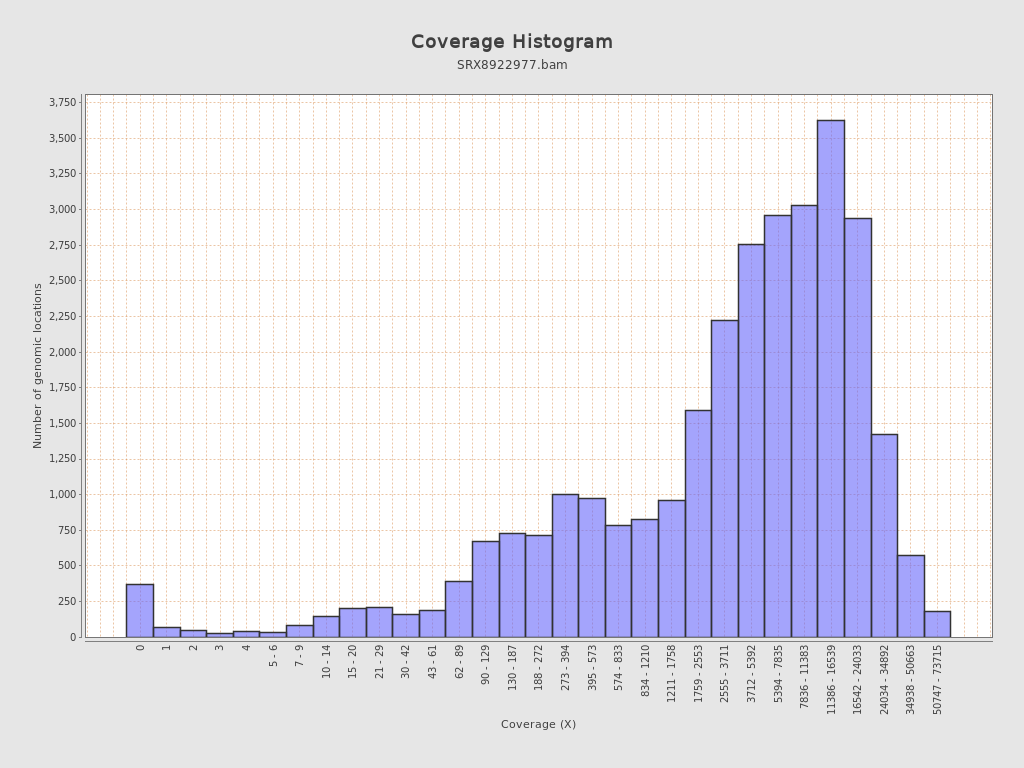 Coverage Histogram
SRX8922977.bam
Number of genomic locations
3,750
3,500
3,250
3,000
2,750
2,500
2,250
2,000
1,750
1,500
1,250
1,000
750
500
250
0
0
1
2
3
4
5 - 6
7 - 9
10 - 14
15 - 20
21 - 29
30 - 42
43 - 61
62 - 89
90 - 129
130 - 187
188 - 272
273 - 394
395 - 573
574 - 833
834 - 1210
1211 - 1758
1759 - 2553
2555 - 3711
3712 - 5392
5394 - 7835
7836 - 11383
11386 - 16539
16542 - 24033
24034 - 34892
34938 - 50663
50747 - 73715
Coverage (X)